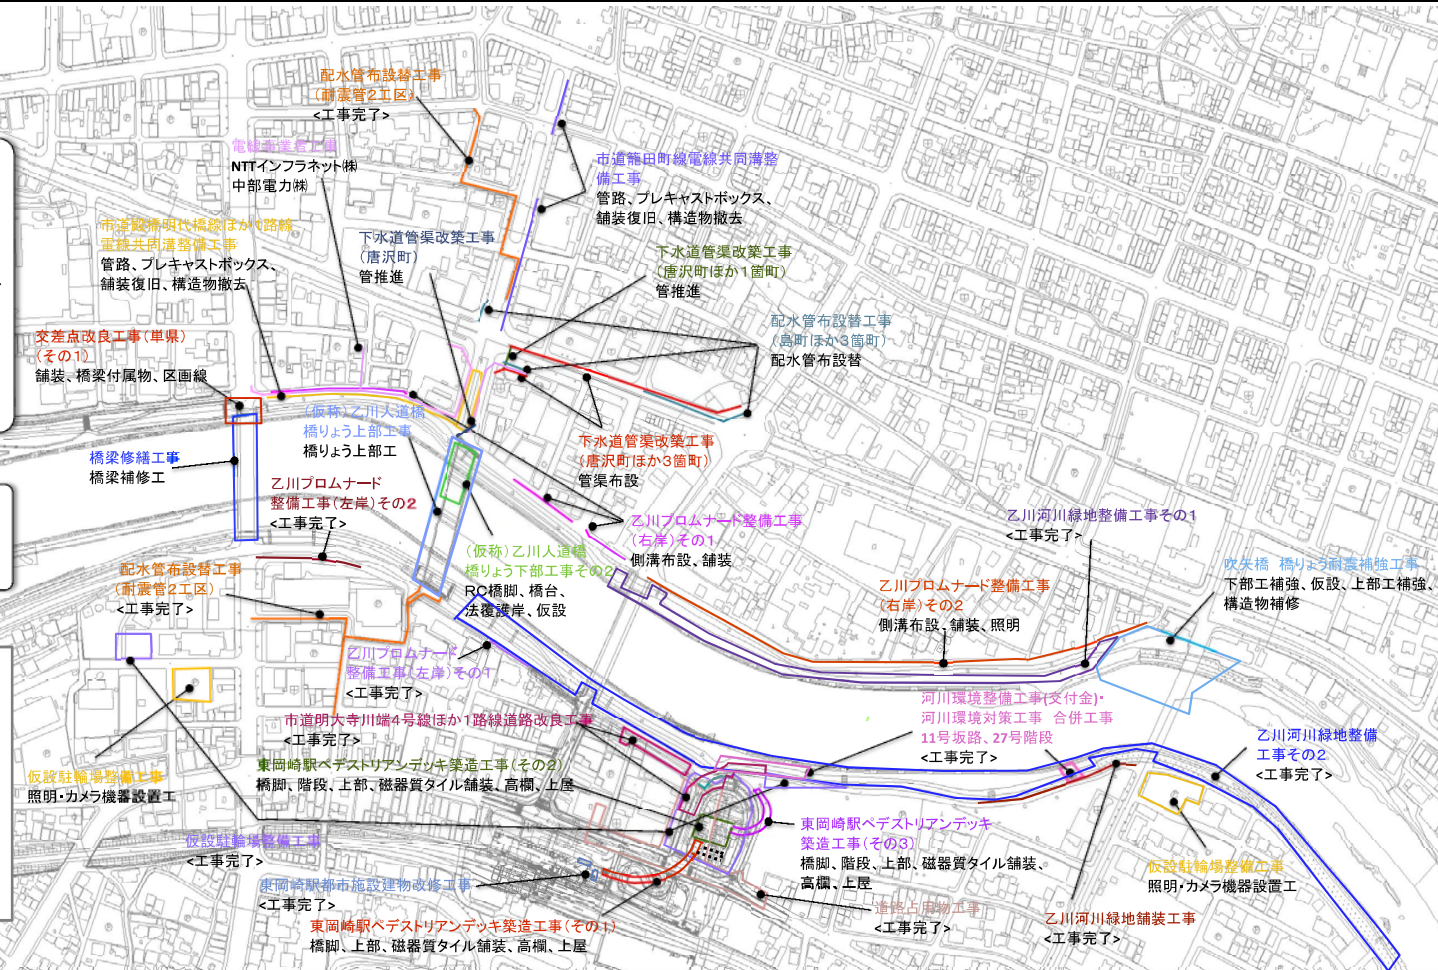 配水管布設替工事
(耐震管2工区)
<工事完了>
電線事業者工事
NTTインフラネット㈱
中部電力㈱
市道籠田町線電線共同溝整
備工事
管路、プレキャストボックス、
舗装復旧、構造物撤去
市道殿橋明代橋線ほか1路線
電線共同溝整備工事
管路、プレキャストボックス、
舗装復旧、構造物撤去
下水道管渠改築工事
(唐沢町)
管推進
下水道管渠改築工事
(唐沢町ほか1箇町)
管推進
配水管布設替工事
(島町ほか3箇町)
配水管布設替
交差点改良工事(単県)
(その1)
舗装、橋梁付属物、区画線
(仮称)乙川人道橋
橋りょう上部工事
橋りょう上部工
下水道管渠改築工事
(唐沢町ほか3箇町)
管渠布設
橋梁修繕工事
橋梁補修工
乙川プロムナード
整備工事(左岸)その2
<工事完了>
乙川プロムナード整備工事
(右岸)その1
側溝布設、舗装
乙川河川緑地整備工事その1
<工事完了>
(仮称)乙川人道橋
橋りょう下部工事その2
RC橋脚、橋台、
法覆護岸、仮設
吹矢橋 橋りょう耐震補強工事
下部工補強、仮設、上部工補強、
構造物補修
配水管布設替工事
(耐震管2工区)
<工事完了>
乙川プロムナード整備工事
(右岸)その2
側溝布設、舗装、照明
乙川プロムナード
整備工事(左岸)その1
<工事完了>
河川環境整備工事(交付金)・
河川環境対策工事 合併工事
11号坂路、27号階段
<工事完了>
市道明大寺川端4号線ほか1路線道路改良工事
<工事完了>
乙川河川緑地整備
工事その2
<工事完了>
東岡崎駅ペデストリアンデッキ築造工事(その2)
橋脚、階段、上部、磁器質タイル舗装、高欄、上屋
仮設駐輪場整備工事
照明・カメラ機器設置工
東岡崎駅ペデストリアンデッキ
築造工事(その3)
橋脚、階段、上部、磁器質タイル舗装、
高欄、上屋
仮設駐輪場整備工事
<工事完了>
仮設駐輪場整備工事
照明・カメラ機器設置工
東岡崎駅都市施設建物改修工事
<工事完了>
道路占用物工事
<工事完了>
乙川河川緑地舗装工事
<工事完了>
東岡崎駅ペデストリアンデッキ築造工事(その1)
橋脚、上部、磁器質タイル舗装、高欄、上屋